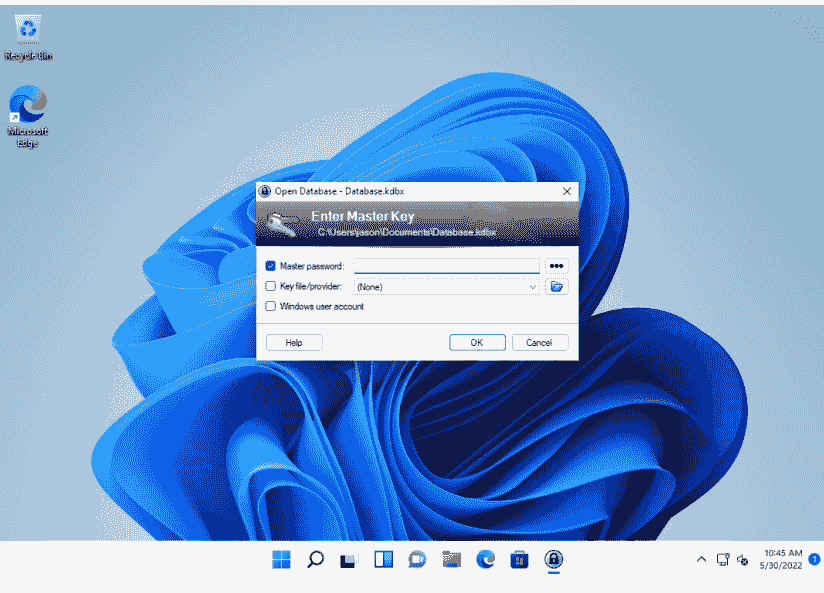 Recycle Bin
Microsoft
Edge
Open Database - Database.kdbx
Enter Master Key
C:\Users\jason\Documents\Database.kdbx
Master password:
Key file/provider:
(None)
Windows user account
Help
OK
Cancel
10:45 AM
5/30/2022
1